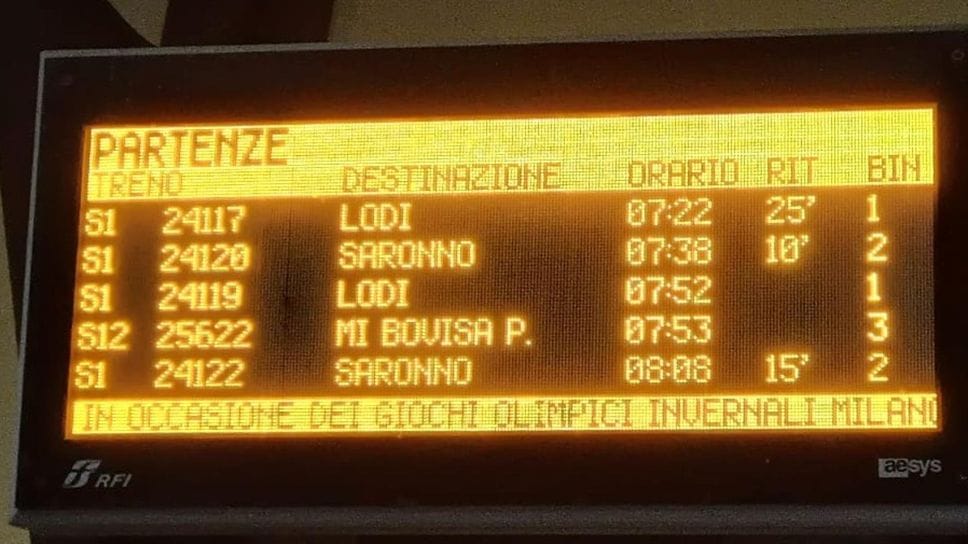 PARTENZE
TRENO DESTINAZIONE ORARIO RIT BIN
S1 24117 LODI 07:22 25' 1
S1 24120 SARONNO 07:38 10' 2
S1 24119 LODI 07:52 1
S12 25622 MI BOVISA P. 07:53 3
S1 24122 SARONNO 08:08 15' 2
IN OCCASIONE DEI GIOCHI OLIMPICI INVERNALI MILANO
RFI aesys